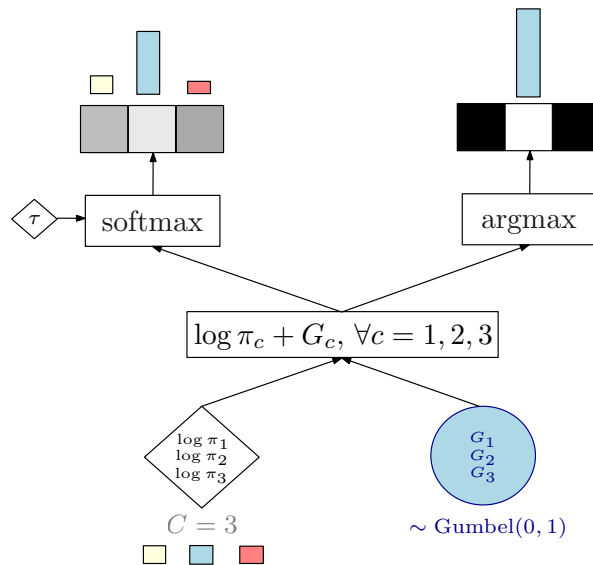 τ
softmax
argmax
log π_c + G_c, ∀c = 1, 2, 3
log π_1
log π_2
log π_3
G_1
G_2
G_3
C = 3
∼ Gumbel(0, 1)